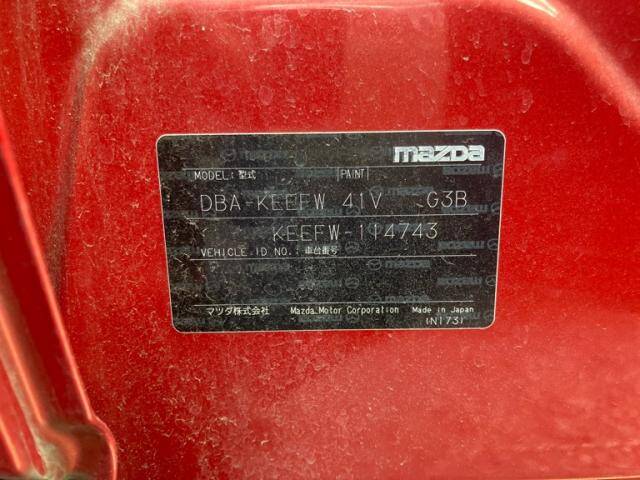 mazda
MODEL:型式 PAINT
DBA-KEEFW 41V G3B
KEEFW-114743
VEHICLE ID NO.:車台番号
マツダ株式会社 Mazda Motor Corporation Made in Japan
(N173)